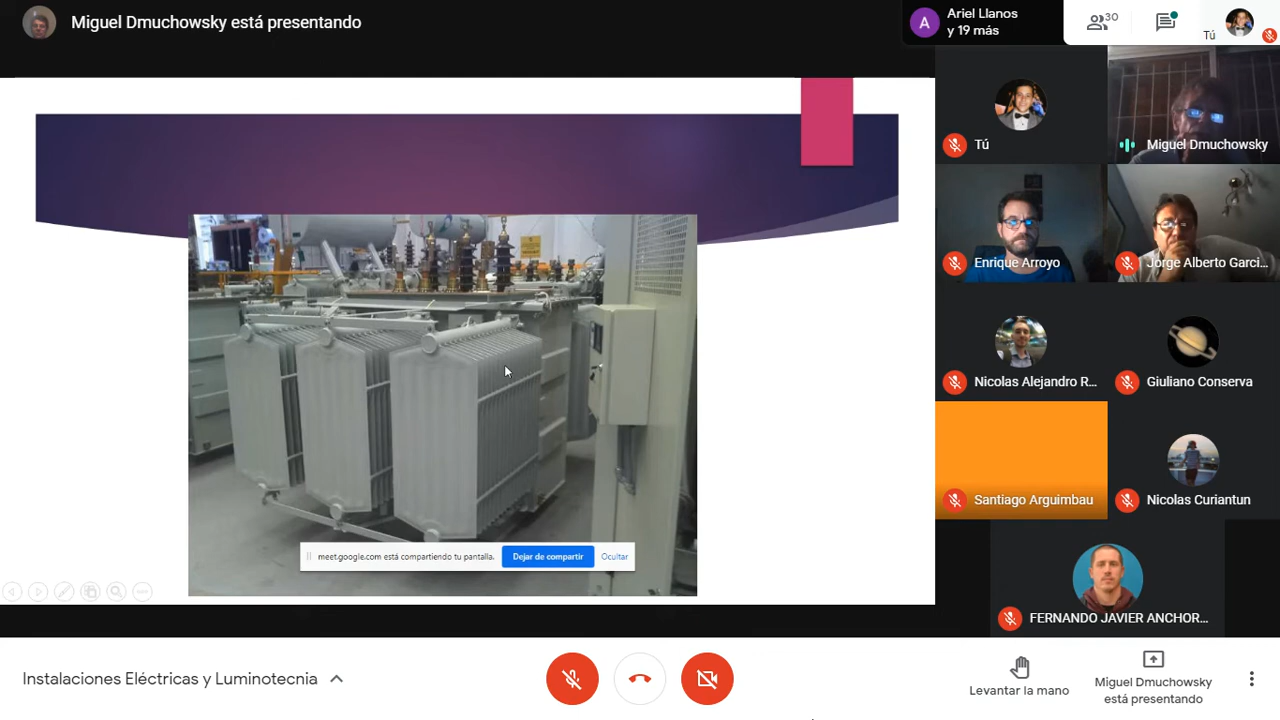 Miguel Dmuchowsky está presentando
A
Ariel Llanos
y 19 más
30
Tú
Tú
Miguel Dmuchowsky
Enrique Arroyo
Jorge Alberto Garci...
Nicolas Alejandro R...
Giuliano Conserva
Santiago Arguimbau
Nicolas Curiantun
FERNANDO JAVIER ANCHOR...
meet.google.com está compartiendo tu pantalla.
Dejar de compartir
Ocultar
Instalaciones Eléctricas y Luminotecnia
Levantar la mano
Miguel Dmuchowsky
está presentando